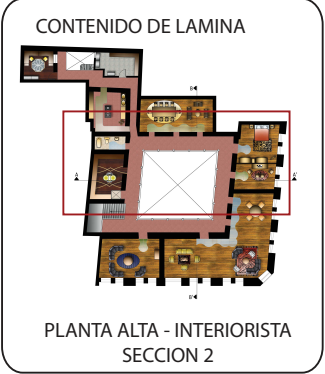 CONTENIDO DE LAMINA
B
A
A'
B'
PLANTA ALTA - INTERIORISTA
SECCION 2